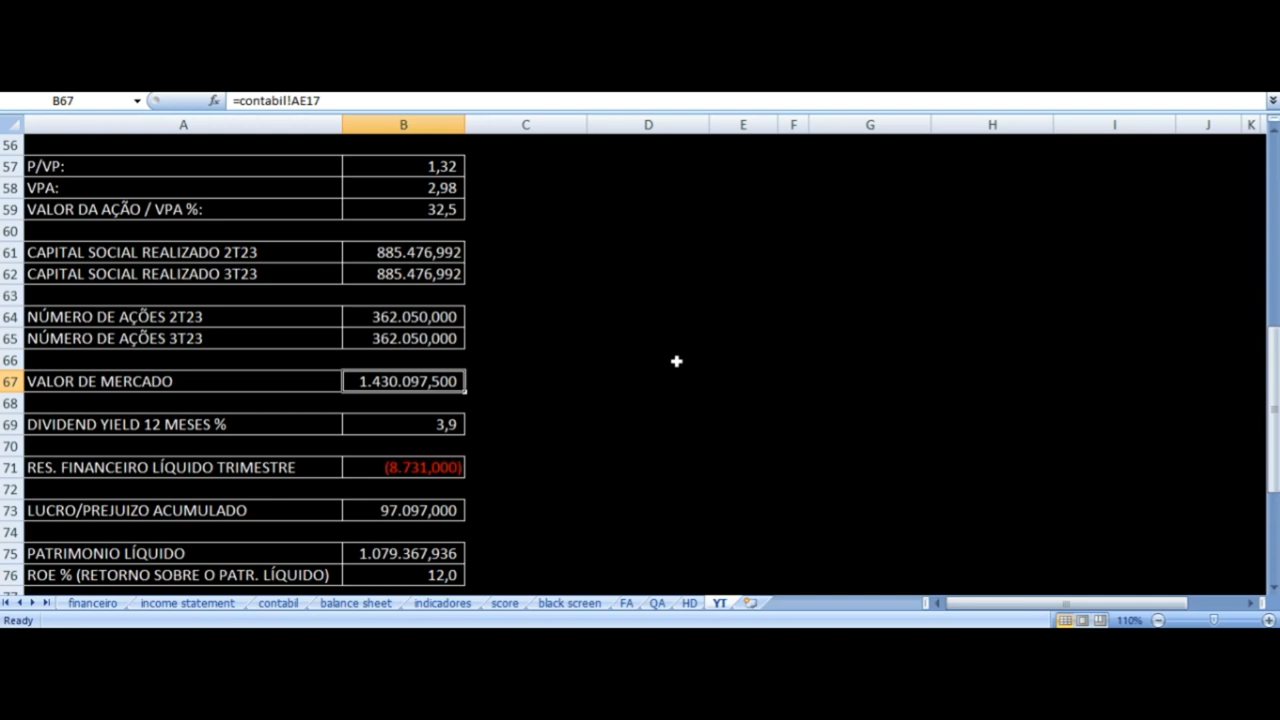 B67 fx =contabil!AE17
A B C D E F G H I J K
56
57 P/VP: 1,32
58 VPA: 2,98
59 VALOR DA AÇÃO / VPA %: 32,5
60
61 CAPITAL SOCIAL REALIZADO 2T23 885.476,992
62 CAPITAL SOCIAL REALIZADO 3T23 885.476,992
63
64 NÚMERO DE AÇÕES 2T23 362.050,000
65 NÚMERO DE AÇÕES 3T23 362.050,000
66
67 VALOR DE MERCADO 1.430.097,500
68
69 DIVIDEND YIELD 12 MESES % 3,9
70
71 RES. FINANCEIRO LÍQUIDO TRIMESTRE (8.731,000)
72
73 LUCRO/PREJUIZO ACUMULADO 97.097,000
74
75 PATRIMONIO LÍQUIDO 1.079.367,936
76 ROE % (RETORNO SOBRE O PATR. LÍQUIDO) 12,0
financeiro income statement contabil balance sheet indicadores score black screen FA QA HD YT
Ready 110%